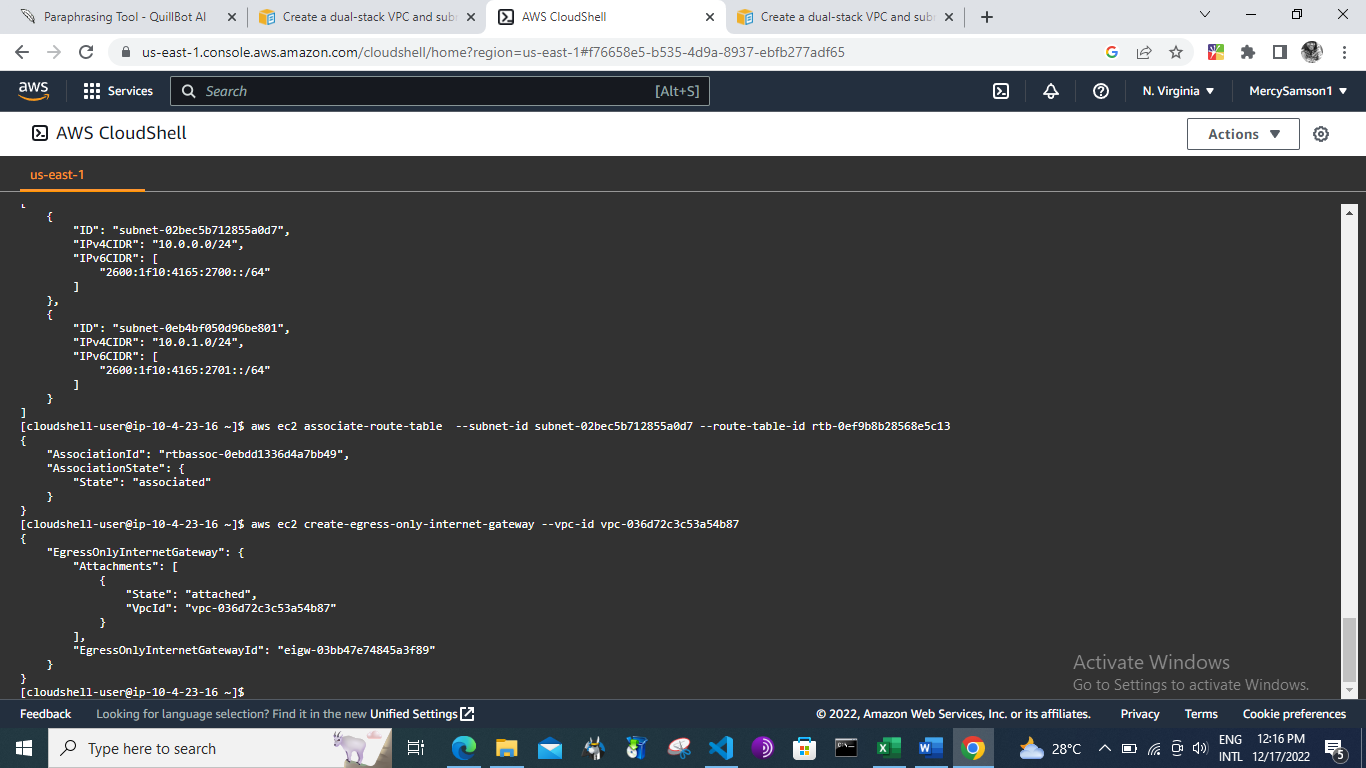 Paraphrasing Tool - QuillBot AI
Create a dual-stack VPC and sub
AWS CloudShell
Create a dual-stack VPC and sub
us-east-1.console.aws.amazon.com/cloudshell/home?region=us-east-1#f76658e5-b535-4d9a-8937-ebfb277adf65
aws
Services
Search
[Alt+S]
N. Virginia
MercySamson1
AWS CloudShell
Actions
us-east-1
[
{
"ID": "subnet-02bec5b712855a0d7",
"IPv4CIDR": "10.0.0.0/24",
"IPv6CIDR": [
"2600:1f10:4165:2700::/64"
]
},
{
"ID": "subnet-0eb4bf050d96be801",
"IPv4CIDR": "10.0.1.0/24",
"IPv6CIDR": [
"2600:1f10:4165:2701::/64"
]
}
]
[cloudshell-user@ip-10-4-23-16 ~]$ aws ec2 associate-route-table  --subnet-id subnet-02bec5b712855a0d7 --route-table-id rtb-0ef9b8b28568e5c13
{
"AssociationId": "rtbassoc-0ebdd1336d4a7bb49",
"AssociationState": {
"State": "associated"
}
}
[cloudshell-user@ip-10-4-23-16 ~]$ aws ec2 create-egress-only-internet-gateway --vpc-id vpc-036d72c3c53a54b87
{
"EgressOnlyInternetGateway": {
"Attachments": [
{
"State": "attached",
"VpcId": "vpc-036d72c3c53a54b87"
}
],
"EgressOnlyInternetGatewayId": "eigw-03bb47e74845a3f89"
}
}
[cloudshell-user@ip-10-4-23-16 ~]$
Activate Windows
Go to Settings to activate Windows.
Feedback
Looking for language selection? Find it in the new Unified Settings
© 2022, Amazon Web Services, Inc. or its affiliates.
Privacy
Terms
Cookie preferences
Type here to search
28°C
ENG
INTL
12:16 PM
12/17/2022
5